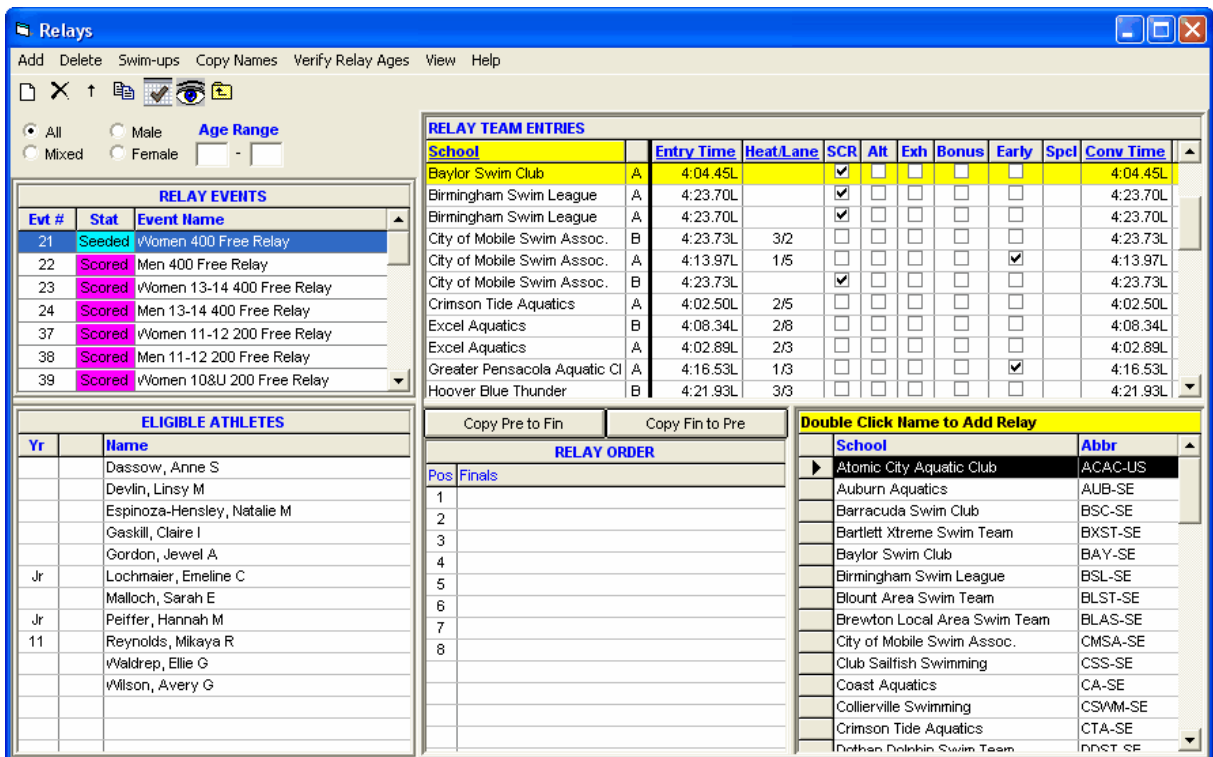 Relays
Add Delete Swim-ups Copy Names Verify Relay Ages View Help
All Male Age Range
Mixed Female -
RELAY EVENTS
Evt # Stat Event Name
21 Seeded Women 400 Free Relay
22 Scored Men 400 Free Relay
23 Scored Women 13-14 400 Free Relay
24 Scored Men 13-14 400 Free Relay
37 Scored Women 11-12 200 Free Relay
38 Scored Men 11-12 200 Free Relay
39 Scored Women 10&U 200 Free Relay
RELAY TEAM ENTRIES
School Entry Time Heat/Lane SCR Alt Exh Bonus Early Spcl Conv Time
Baylor Swim Club A 4:04.45L 4:04.45L
Birmingham Swim League A 4:23.70L 4:23.70L
Birmingham Swim League A 4:23.70L 4:23.70L
City of Mobile Swim Assoc. B 4:23.73L 3/2 4:23.73L
City of Mobile Swim Assoc. A 4:13.97L 1/5 4:13.97L
City of Mobile Swim Assoc. B 4:23.73L 4:23.73L
Crimson Tide Aquatics A 4:02.50L 2/5 4:02.50L
Excel Aquatics B 4:08.34L 2/8 4:08.34L
Excel Aquatics A 4:02.89L 2/3 4:02.89L
Greater Pensacola Aquatic Cl A 4:16.53L 1/3 4:16.53L
Hoover Blue Thunder B 4:21.93L 3/3 4:21.93L
ELIGIBLE ATHLETES
Yr Name
Dassow, Anne S
Devlin, Linsy M
Espinoza-Hensley, Natalie M
Gaskill, Claire I
Gordon, Jewel A
Jr Lochmaier, Emeline C
Malloch, Sarah E
Jr Peiffer, Hannah M
11 Reynolds, Mikaya R
Waldrep, Ellie G
Wilson, Avery G
Copy Pre to Fin Copy Fin to Pre
RELAY ORDER
Pos Finals
1
2
3
4
5
6
7
8
Double Click Name to Add Relay
School Abbr
Atomic City Aquatic Club ACAC-US
Auburn Aquatics AUB-SE
Barracuda Swim Club BSC-SE
Bartlett Xtreme Swim Team BXST-SE
Baylor Swim Club BAY-SE
Birmingham Swim League BSL-SE
Blount Area Swim Team BLST-SE
Brewton Local Area Swim Team BLAS-SE
City of Mobile Swim Assoc. CMSA-SE
Club Sailfish Swimming CSS-SE
Coast Aquatics CA-SE
Collierville Swimming CSWM-SE
Crimson Tide Aquatics CTA-SE
Dothan Dolphin Swim Team DDST-SE